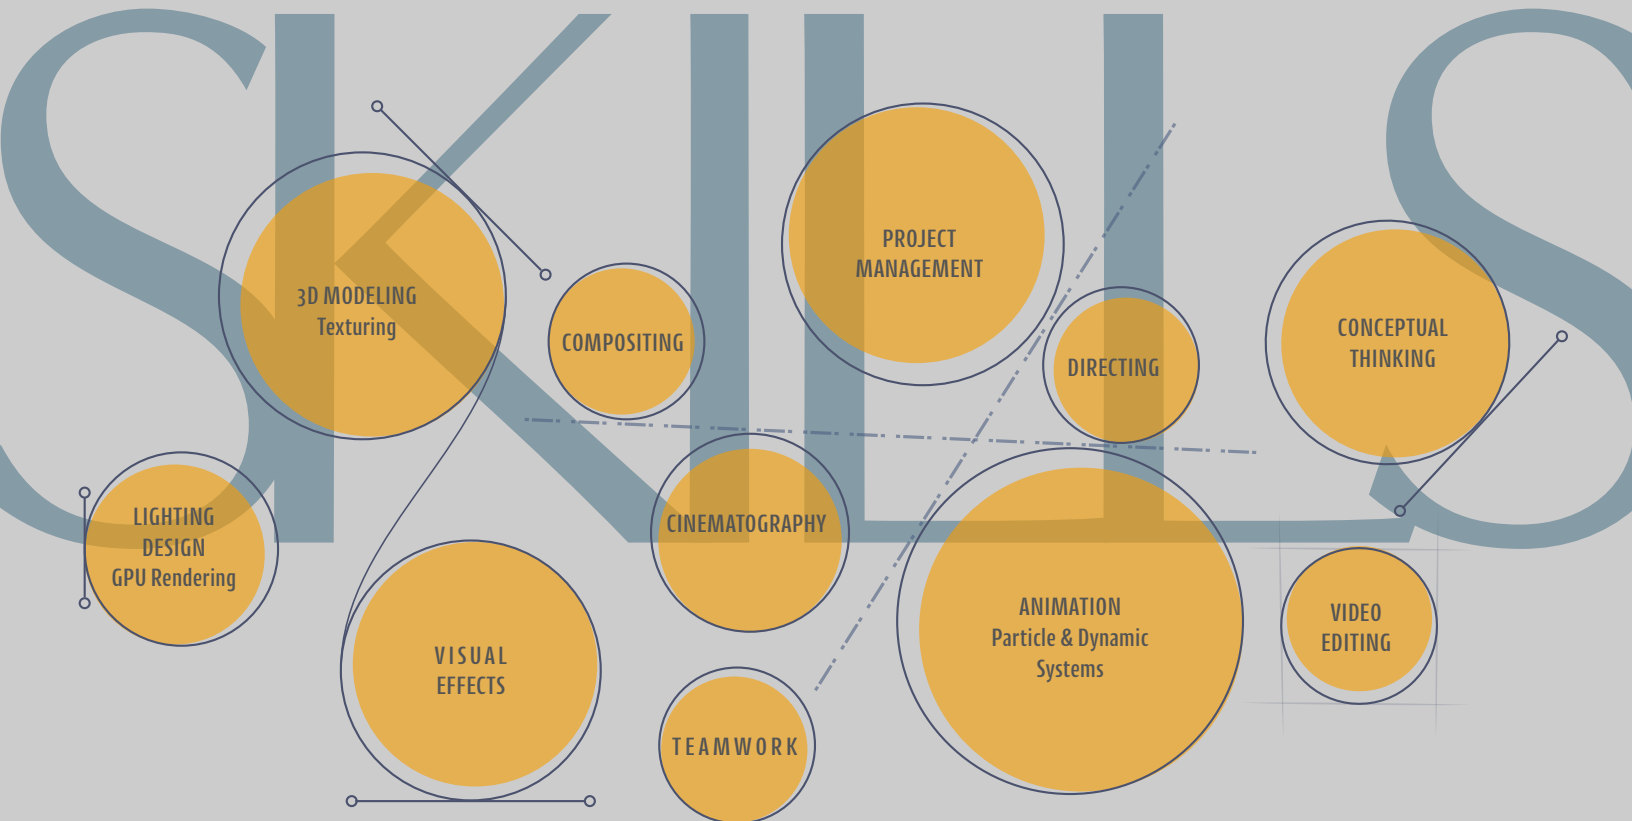 SKILLS
3D MODELING
Texturing
COMPOSITING
PROJECT
MANAGEMENT
DIRECTING
CONCEPTUAL
THINKING
LIGHTING
DESIGN
GPU Rendering
CINEMATOGRAPHY
VISUAL
EFFECTS
TEAMWORK
ANIMATION
Particle & Dynamic
Systems
VIDEO
EDITING